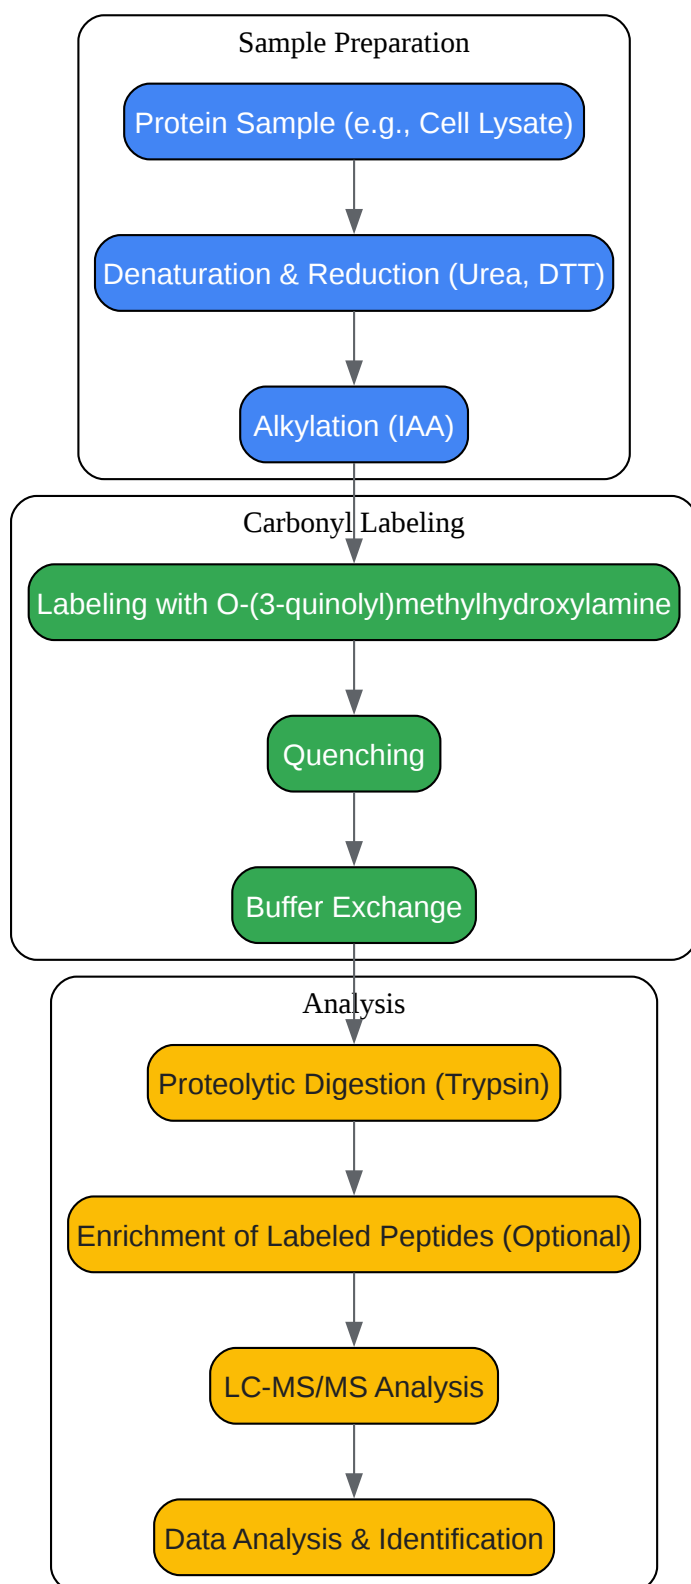 Sample Preparation
Protein Sample (e.g., Cell Lysate)
Denaturation & Reduction (Urea, DTT)
Alkylation (IAA)
Carbonyl Labeling
Labeling with O-(3-quinolyl)methylhydroxylamine
Quenching
Buffer Exchange
Analysis
Proteolytic Digestion (Trypsin)
Enrichment of Labeled Peptides (Optional)
LC-MS/MS Analysis
Data Analysis & Identification